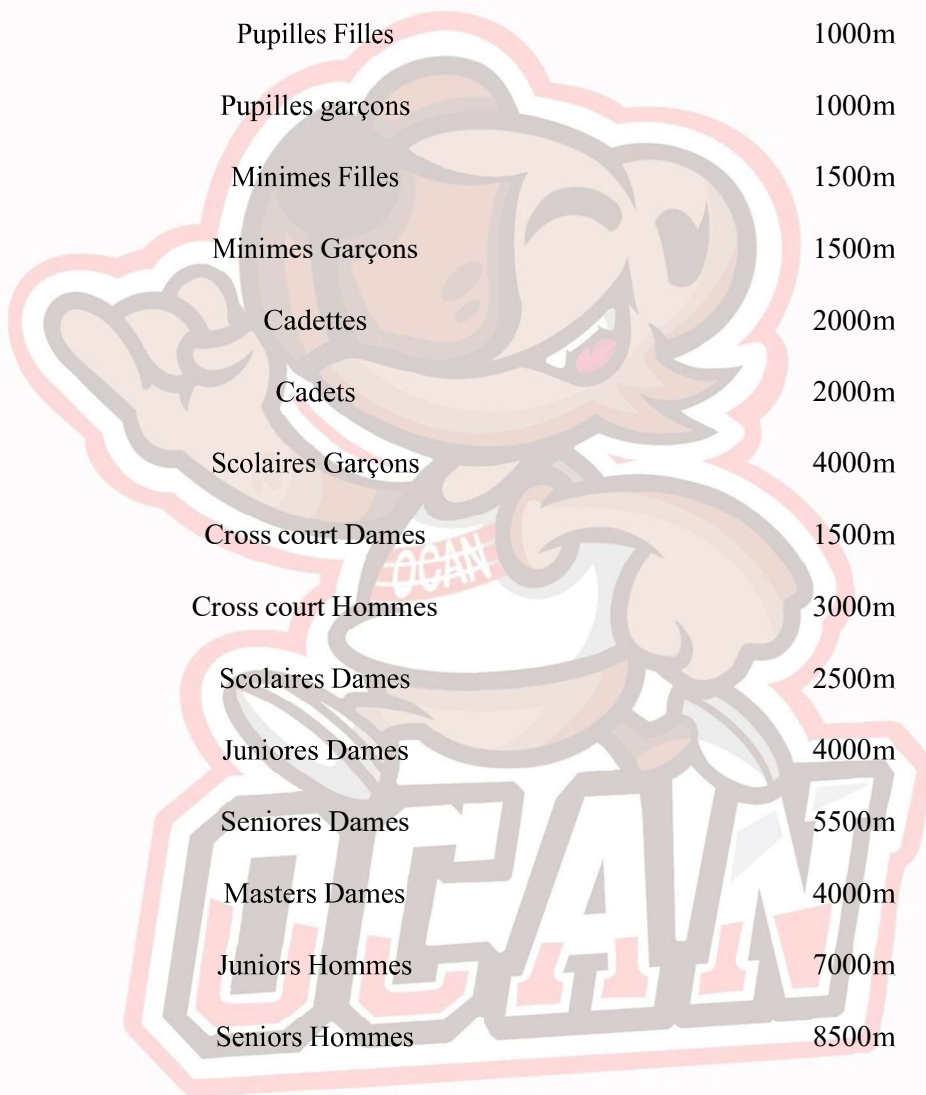 Pupilles Filles 1000m
Pupilles garçons 1000m
Minimes Filles 1500m
Minimes Garçons 1500m
Cadettes 2000m
Cadets 2000m
Scolaires Garçons 4000m
Cross court Dames 1500m
OCAN
Cross court Hommes 3000m
Scolaires Dames 2500m
Juniores Dames 4000m
Seniores Dames 5500m
Masters Dames 4000m
Juniors Hommes 7000m
Seniors Hommes 8500m
OCAN